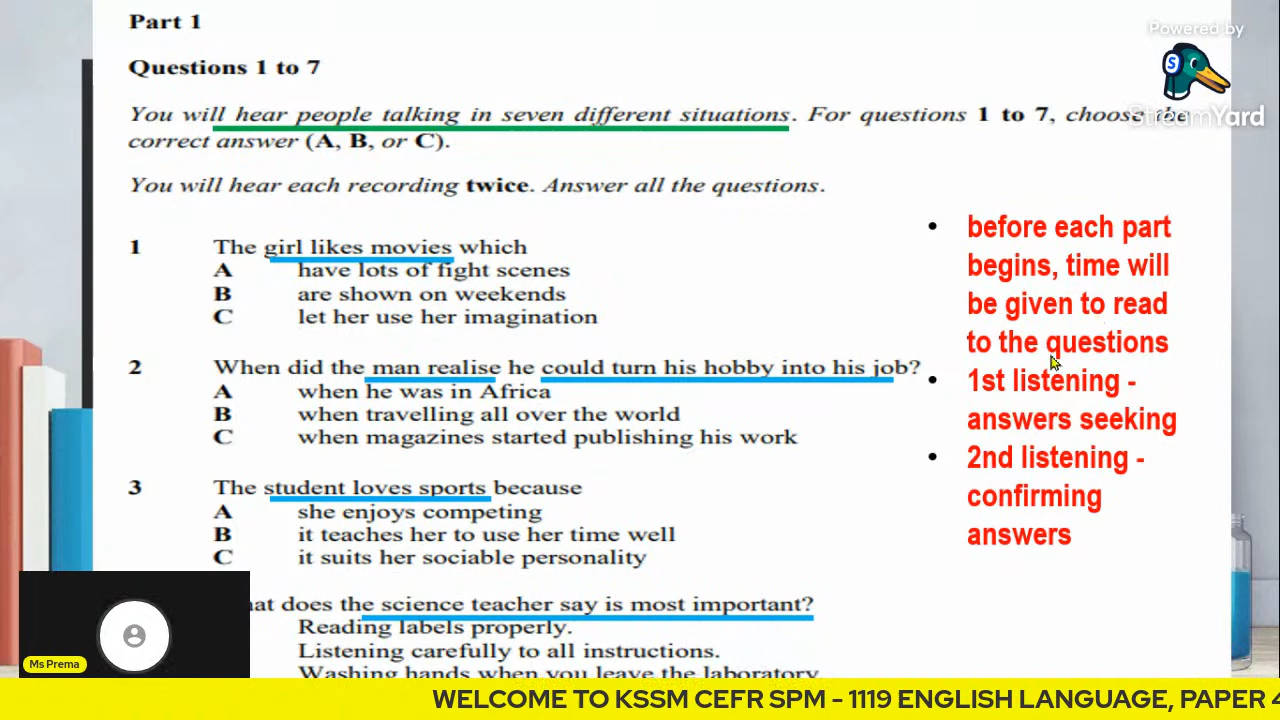 Part 1
Powered by
StreamYard
Questions 1 to 7
You will hear people talking in seven different situations. For questions 1 to 7, choose the
correct answer (A, B, or C).
You will hear each recording twice. Answer all the questions.
1 The girl likes movies which
A have lots of fight scenes
B are shown on weekends
C let her use her imagination
2 When did the man realise he could turn his hobby into his job?
A when he was in Africa
B when travelling all over the world
C when magazines started publishing his work
3 The student loves sports because
A she enjoys competing
B it teaches her to use her time well
C it suits her sociable personality
at does the science teacher say is most important?
Reading labels properly.
Listening carefully to all instructions.
Washing hands when you leave the laboratory
• before each part
begins, time will
be given to read
to the questions
• 1st listening -
answers seeking
• 2nd listening -
confirming
answers
Ms Prema
WELCOME TO KSSM CEFR SPM - 1119 ENGLISH LANGUAGE, PAPER 4